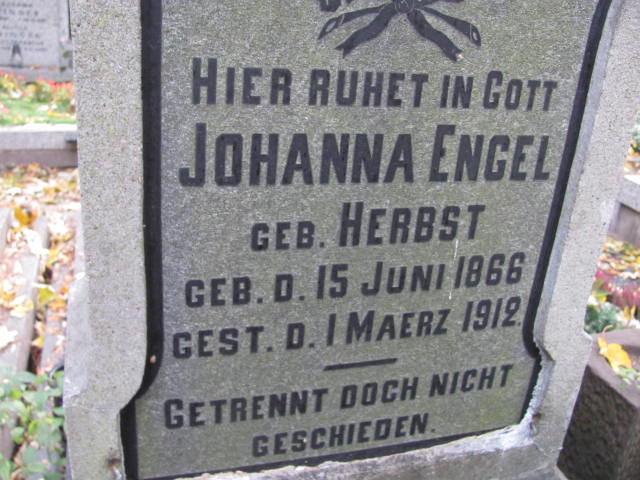 HIER RUHET IN GOTT
JOHANNA ENGEL
GEB. HERBST
GEB. D. 15 JUNI 1866
GEST. D. 1 MAERZ 1912.
GETRENNT DOCH NICHT
GESCHIEDEN.